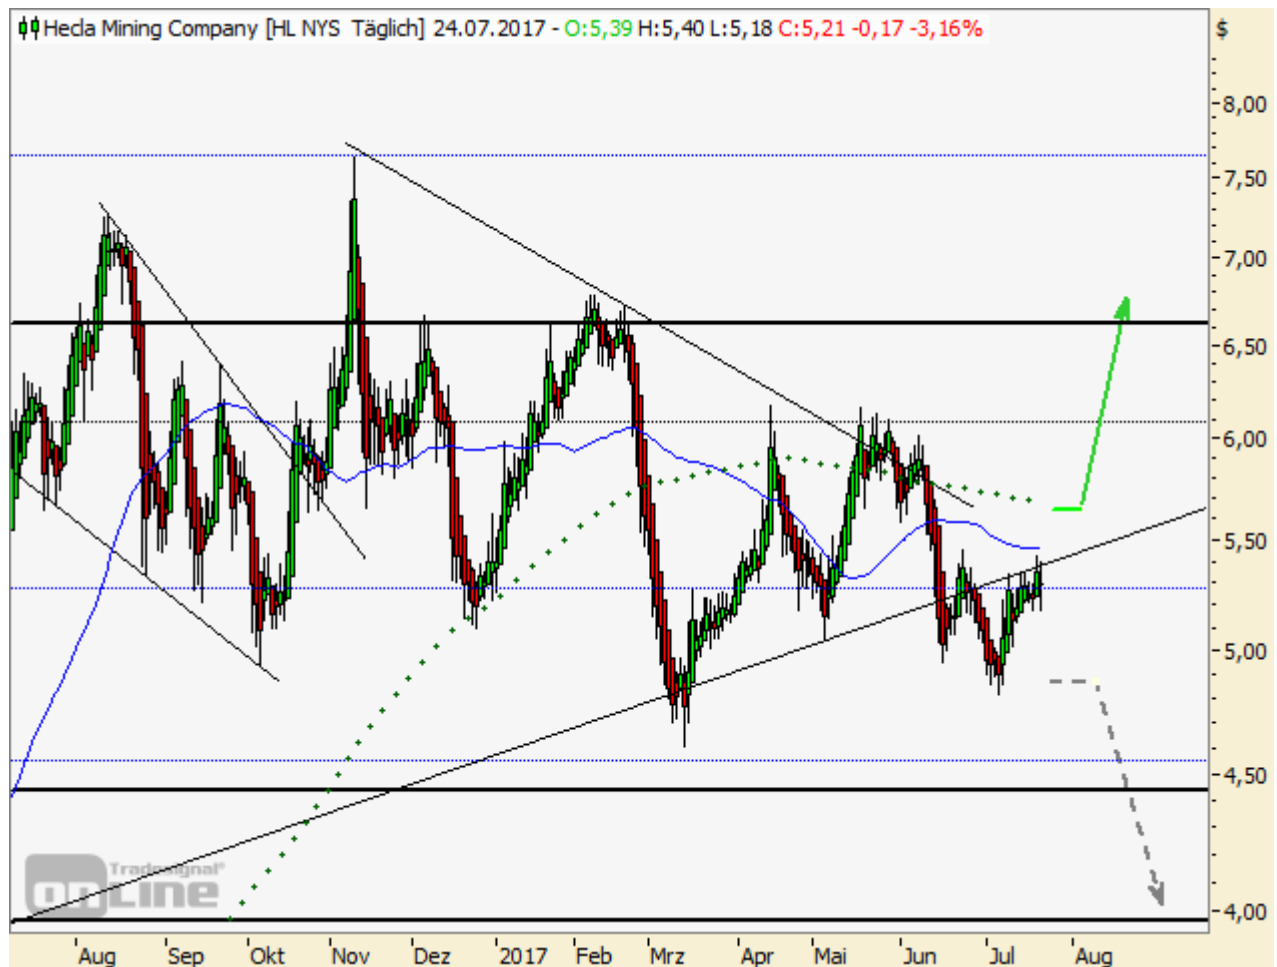 Hecla Mining Company [HL NYS Täglich] 24.07.2017 - O:5,39 H:5,40 L:5,18 C:5,21 -0,17 -3,16%
$
8,00
7,50
7,00
6,50
6,00
5,50
5,00
4,50
4,00
Tradesignal®
onLine
Aug Sep Okt Nov Dez 2017 Feb Mrz Apr Mai Jun Jul Aug